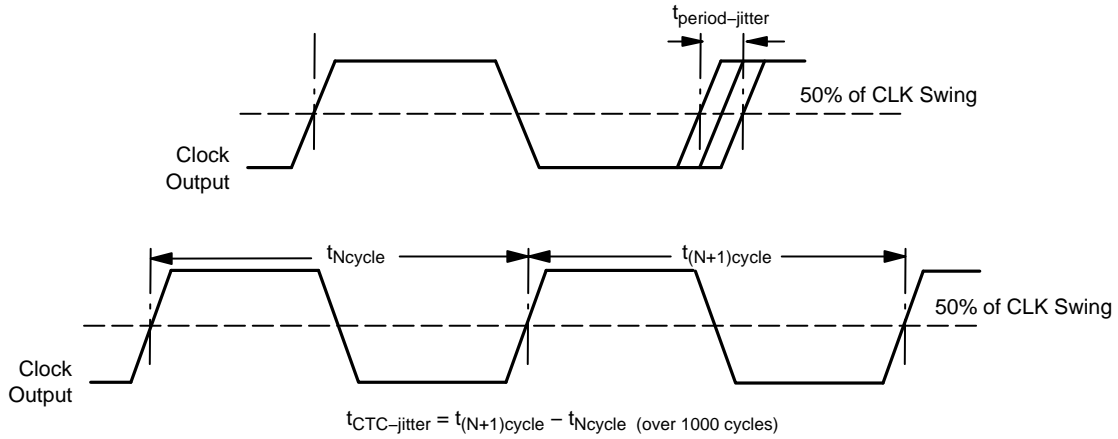 tperiod–jitter
50% of CLK Swing
Clock
Output
tNcycle
t(N+1)cycle
50% of CLK Swing
Clock
Output
tCTC–jitter = t(N+1)cycle – tNcycle (over 1000 cycles)